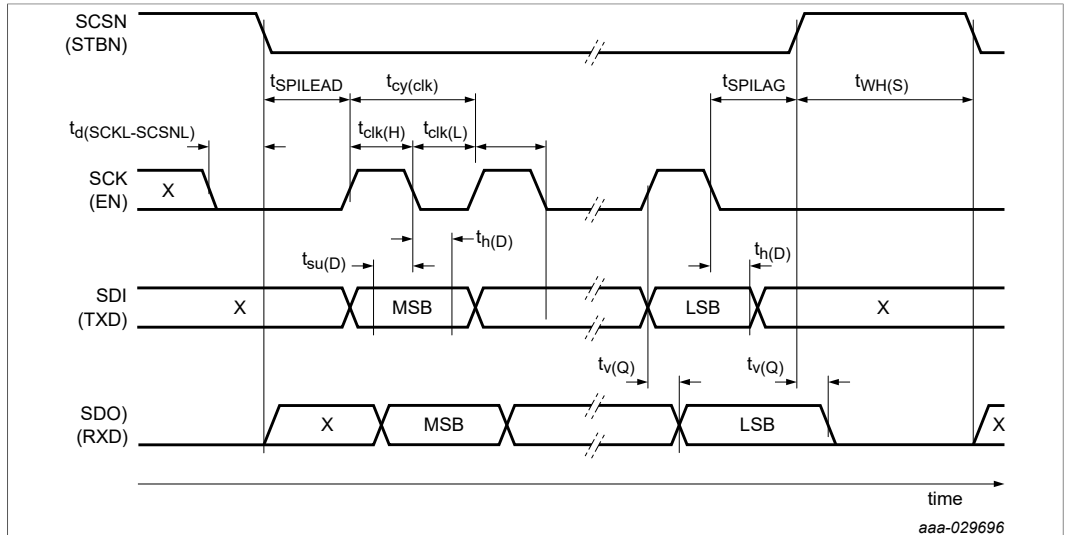 SCSN
(STBN)
tSPILEAD
tcy(clk)
tSPILAG
tWH(S)
td(SCKL-SCSNL)
tclk(H)
tclk(L)
SCK
(EN)
X
tsu(D)
th(D)
th(D)
SDI
(TXD)
X
MSB
LSB
X
tv(Q)
tv(Q)
SDO)
(RXD)
X
MSB
LSB
X
time
aaa-029696